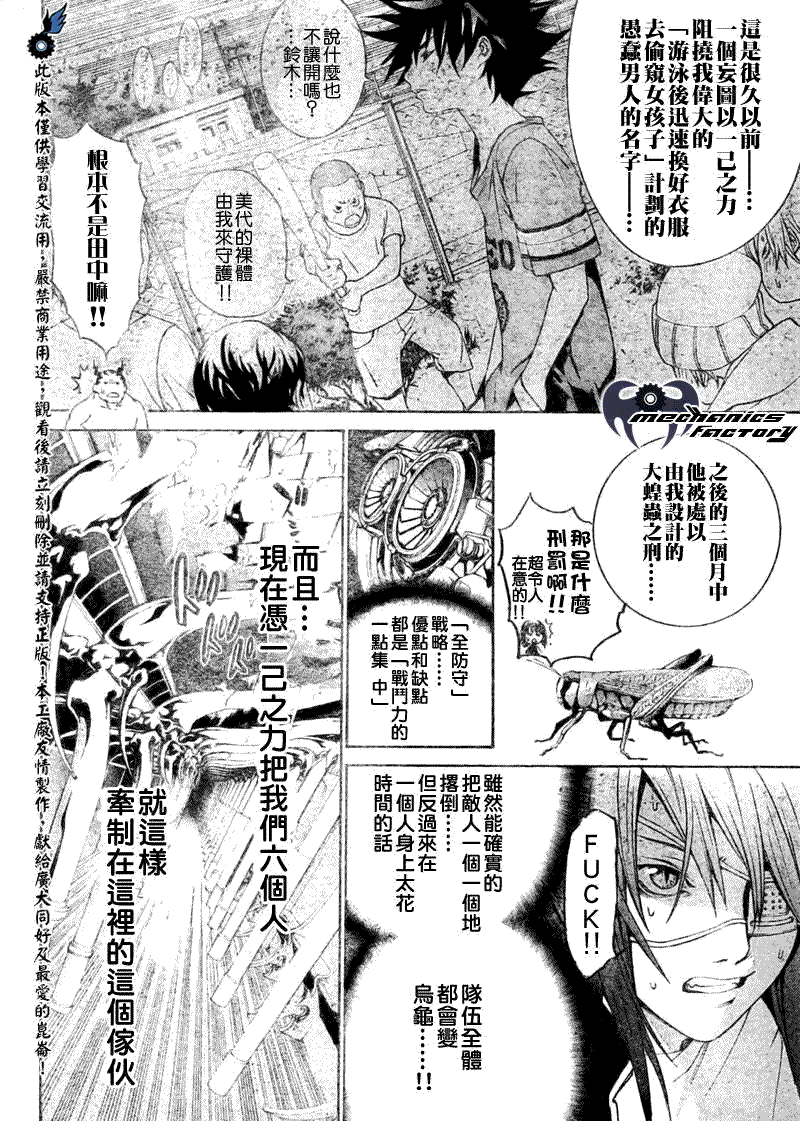 這是很久以前——…
一個妄圖以一己之力
阻撓我偉大的
「游泳後迅速換好衣服
去偷窺女孩子」計劃的
愚蠢男人的名字——…
說什麼也
不讓開嗎?
鈴木…
美代的裸體
由我來守護!!
根本不是田中嘛!!
mechanics
Factory
之後的三個月中
他被處以
由我設計的
大蝗蟲之刑……
那是什麼
刑罰啊!!
超令人
在意的!!
「全防守」
戰略……
優點和缺點
都是「戰鬥力的
一點集 中」
而且…
現在憑一己之力把我們六個人
就這樣
牽制在這裡的這個傢伙
FUCK!!
雖然能確實的
把敵人一個一個地
撂倒……
但反過來在
一個人身上太花
時間的話
隊伍全體
都會變
烏龜……!!
此版本僅供學習交流用,嚴禁商業用途,觀看後請立刻刪除並請支持正版!本工廠友情製作,獻給廣大同好及最愛的崑崙!